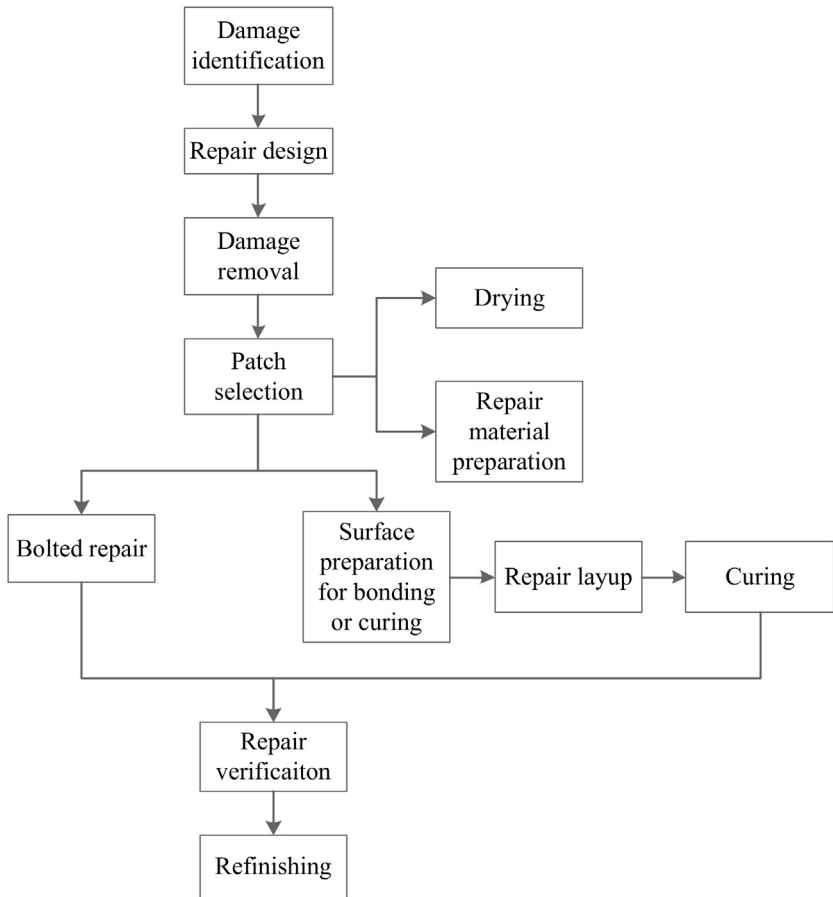 Damage
identification
Repair design
Damage
removal
Drying
Patch
selection
Repair
material
preparation
Bolted repair
Surface
preparation
for bonding
or curing
Repair layup
Curing
Repair
verificaiton
Refinishing